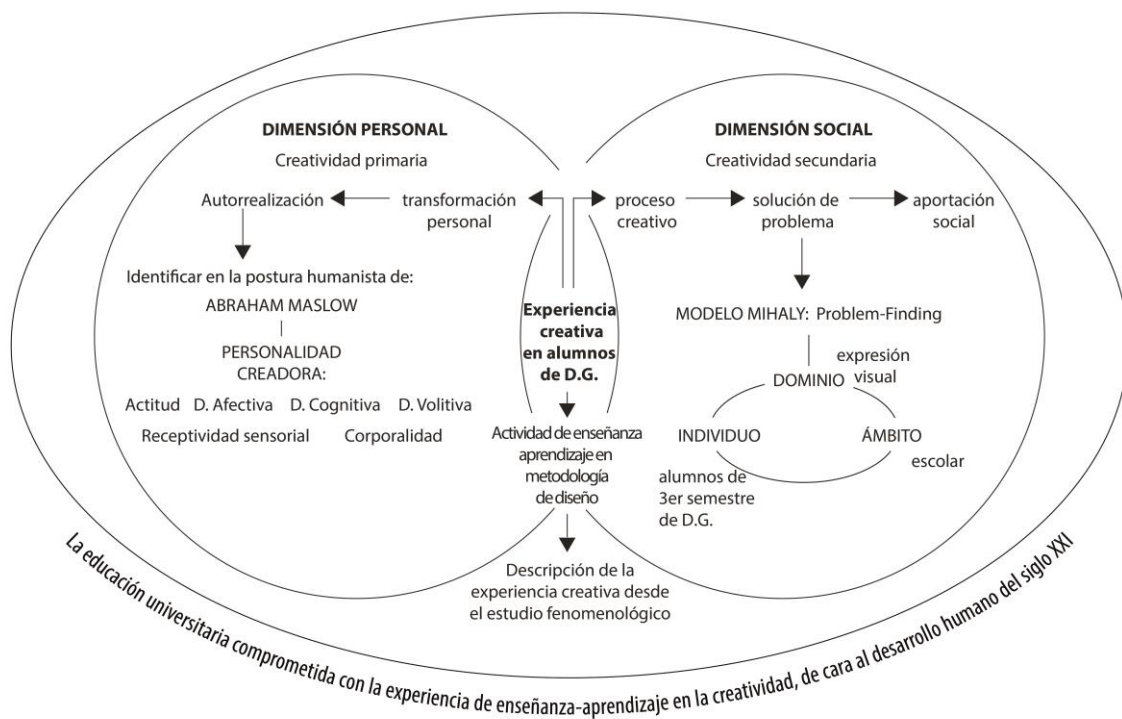 DIMENSIÓN PERSONAL
Creatividad primaria
Autorrealización
transformación
personal
Identificar en la postura humanista de:
ABRAHAM MASLOW
PERSONALIDAD
CREADORA:
Actitud D. Afectiva D. Cognitiva D. Volitiva
Receptividad sensorial Corporalidad
Experiencia
creativa
en alumnos
de D.G.
Actividad de enseñanza
aprendizaje en
metodología
de diseño
Descripción de la
experiencia creativa desde
el estudio fenomenológico
DIMENSIÓN SOCIAL
Creatividad secundaria
proceso
creativo
solución de
problema
aportación
social
MODELO MIHALY: Problem-Finding
expresión
visual
DOMINIO
INDIVIDUO
ÁMBITO
escolar
alumnos de
3er semestre
de D.G.
La educación universitaria comprometida con la experiencia de enseñanza-aprendizaje en la creatividad, de cara al desarrollo humano del siglo XXI